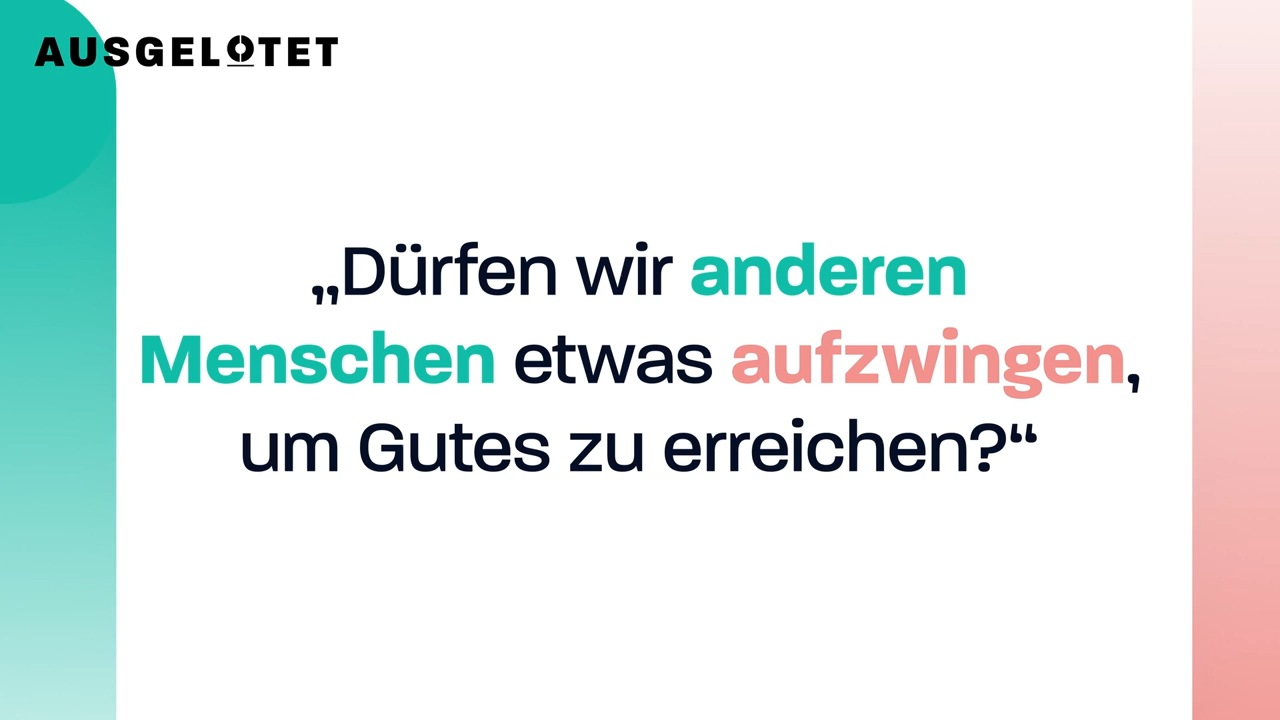 AUSGELOTET
„Dürfen wir anderen
Menschen etwas aufzwingen,
um Gutes zu erreichen?“